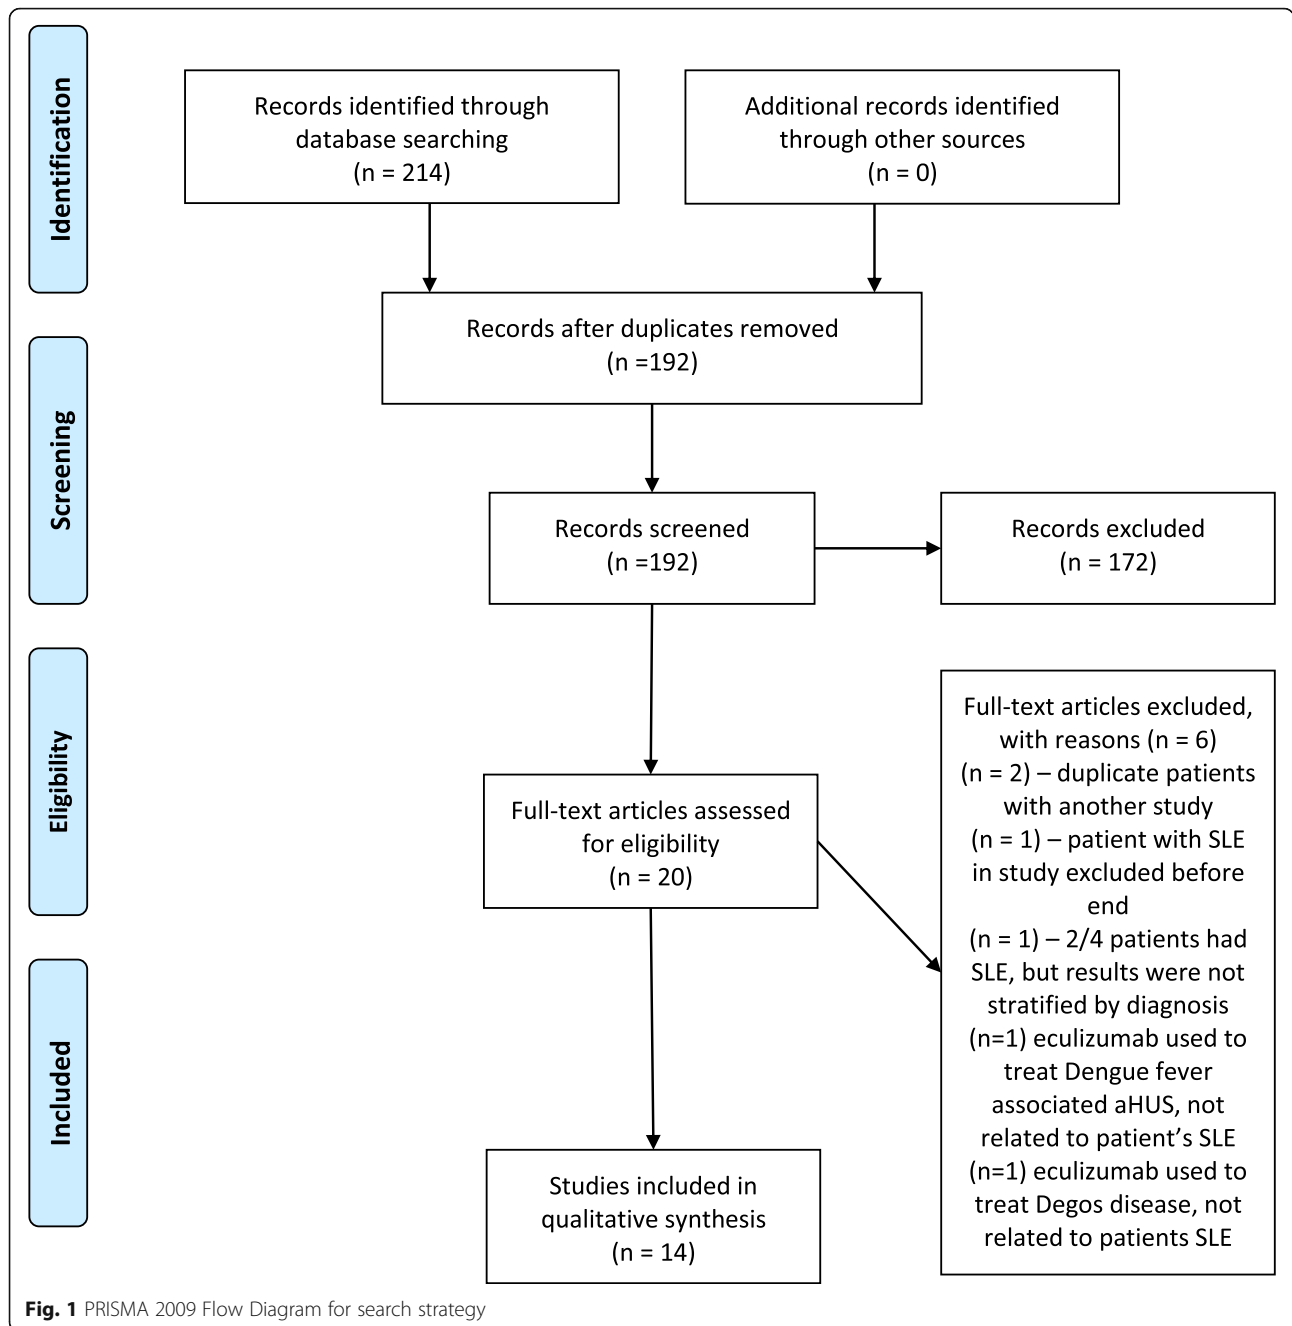 Identification
Records identified through
database searching
(n = 214)
Additional records identified
through other sources
(n = 0)
Records after duplicates removed
(n =192)
Screening
Records screened
(n =192)
Records excluded
(n = 172)
Eligibility
Full-text articles assessed
for eligibility
(n = 20)
Full-text articles excluded,
with reasons (n = 6)
(n = 2) – duplicate patients
with another study
(n = 1) – patient with SLE
in study excluded before
end
(n = 1) – 2/4 patients had
SLE, but results were not
stratified by diagnosis
(n=1) eculizumab used to
treat Dengue fever
associated aHUS, not
related to patient’s SLE
(n=1) eculizumab used to
treat Degos disease, not
related to patients SLE
Included
Studies included in
qualitative synthesis
(n = 14)
Fig. 1 PRISMA 2009 Flow Diagram for search strategy